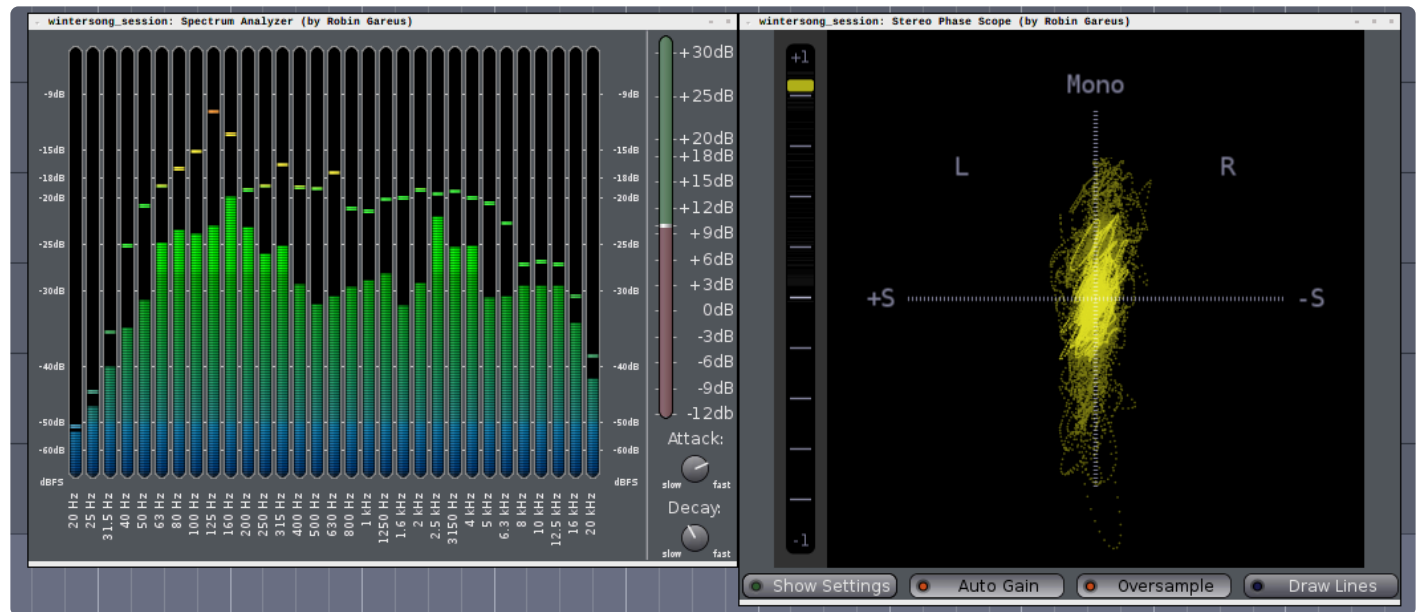 wintersong_session: Spectrum Analyzer (by Robin Gareus)
-9dB
-15dB
-18dB
-20dB
-25dB
-30dB
-40dB
-50dB
-60dB
dBFS
20 Hz
25 Hz
31.5 Hz
40 Hz
50 Hz
63 Hz
80 Hz
100 Hz
125 Hz
160 Hz
200 Hz
250 Hz
315 Hz
400 Hz
500 Hz
630 Hz
800 Hz
1 kHz
1250 Hz
1.6 kHz
2 kHz
2.5 kHz
3150 Hz
4 kHz
5 kHz
6.3 kHz
8 kHz
10 kHz
12.5 kHz
16 kHz
20 kHz
-9dB
-15dB
-18dB
-20dB
-25dB
-30dB
-40dB
-50dB
-60dB
dBFS
+30dB
+25dB
+20dB
+18dB
+15dB
+12dB
+9dB
+6dB
+3dB
0dB
-3dB
-6dB
-9dB
-12db
Attack:
slow fast
Decay:
slow fast
wintersong_session: Stereo Phase Scope (by Robin Gareus)
+1
-1
Mono
L R
+S -S
Show Settings Auto Gain Oversample Draw Lines